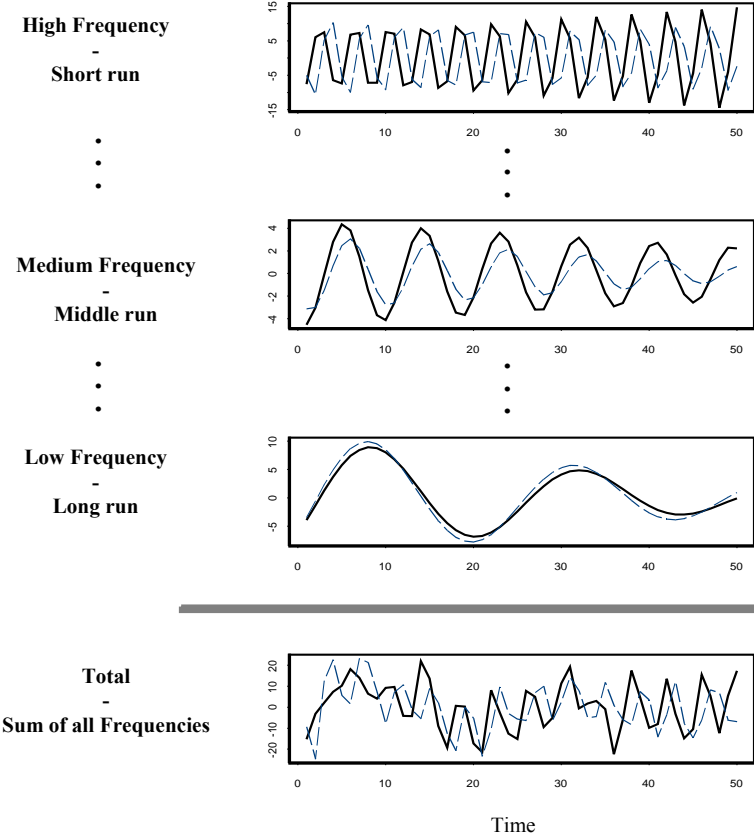 High Frequency
-
Short run
15
5
-5
-15
0 10 20 30 40 50
Medium Frequency
-
Middle run
4
2
0
-2
-4
0 10 20 30 40 50
Low Frequency
-
Long run
10
5
0
-5
0 10 20 30 40 50
Total
-
Sum of all Frequencies
20
10
0
-10
-20
0 10 20 30 40 50
Time